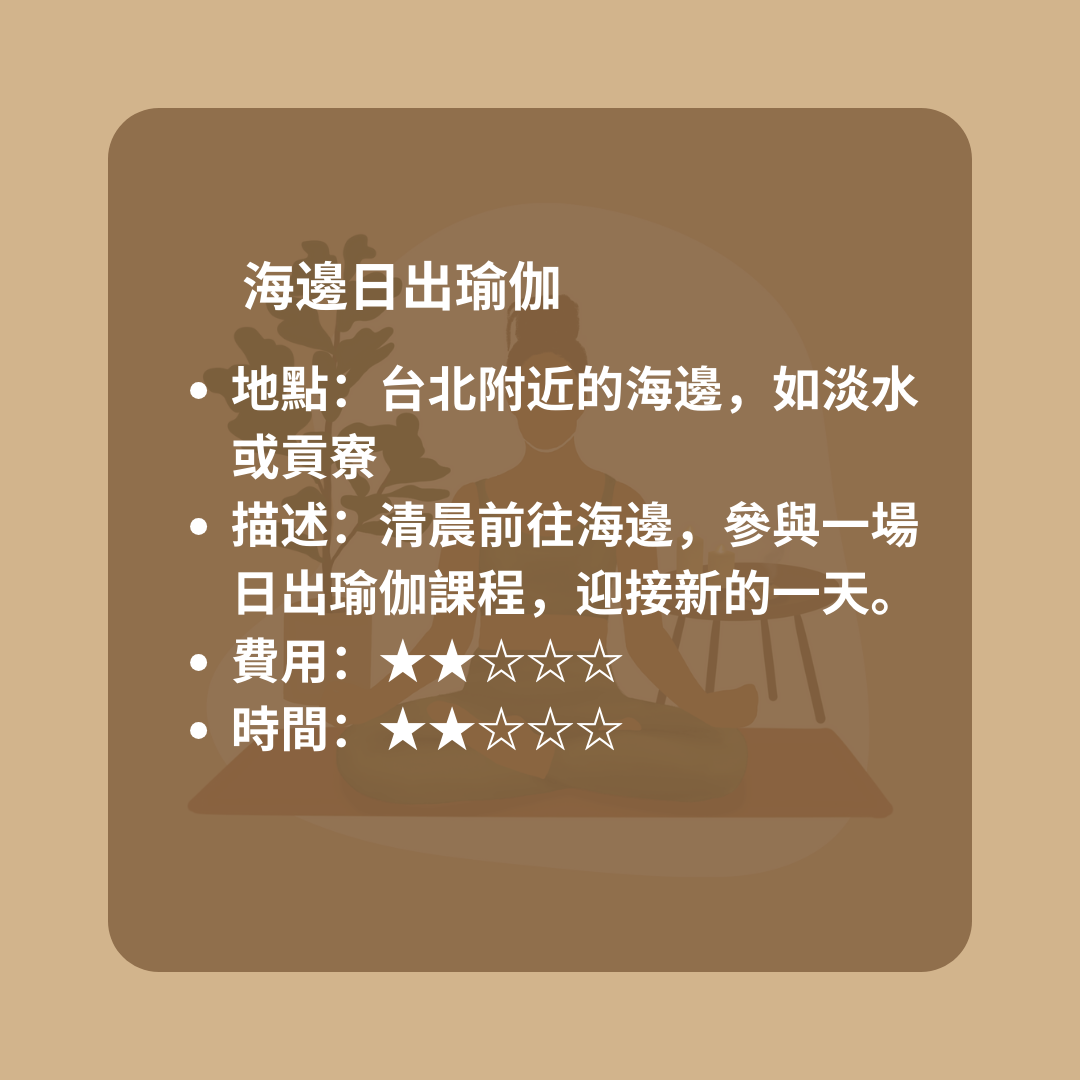 海邊日出瑜伽
• 地點：台北附近的海邊，如淡水
或貢寮
• 描述：清晨前往海邊，參與一場
日出瑜伽課程，迎接新的一天。
• 費用：★★☆☆☆
• 時間：★★☆☆☆